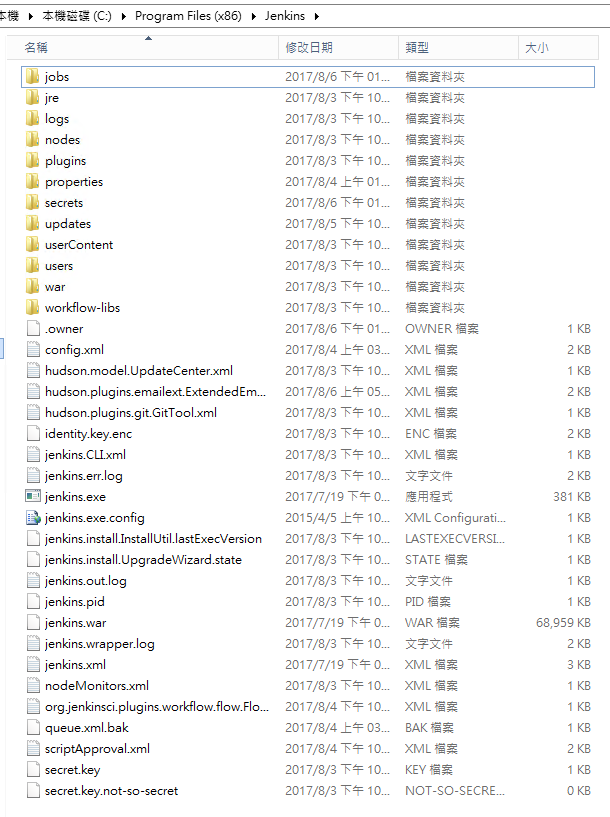 本機 ▸ 本機磁碟 (C:) ▸ Program Files (x86) ▸ Jenkins ▸
名稱 修改日期 類型 大小
jobs 2017/8/6 下午 01... 檔案資料夾
jre 2017/8/3 下午 10... 檔案資料夾
logs 2017/8/3 下午 10... 檔案資料夾
nodes 2017/8/3 下午 10... 檔案資料夾
plugins 2017/8/3 下午 10... 檔案資料夾
properties 2017/8/4 上午 01... 檔案資料夾
secrets 2017/8/6 下午 01... 檔案資料夾
updates 2017/8/5 下午 10... 檔案資料夾
userContent 2017/8/3 下午 10... 檔案資料夾
users 2017/8/3 下午 10... 檔案資料夾
war 2017/8/3 下午 10... 檔案資料夾
workflow-libs 2017/8/3 下午 10... 檔案資料夾
.owner 2017/8/6 下午 01... OWNER 檔案 1 KB
config.xml 2017/8/4 上午 03... XML 檔案 2 KB
hudson.model.UpdateCenter.xml 2017/8/3 下午 10... XML 檔案 1 KB
hudson.plugins.emailext.ExtendedEm... 2017/8/6 上午 05... XML 檔案 2 KB
hudson.plugins.git.GitTool.xml 2017/8/3 下午 10... XML 檔案 1 KB
identity.key.enc 2017/8/3 下午 10... ENC 檔案 2 KB
jenkins.CLI.xml 2017/8/3 下午 10... XML 檔案 1 KB
jenkins.err.log 2017/8/3 下午 10... 文字文件 2 KB
jenkins.exe 2017/7/19 下午 0... 應用程式 381 KB
jenkins.exe.config 2015/4/5 上午 10... XML Configurati... 1 KB
jenkins.install.InstallUtil.lastExecVersion 2017/8/3 下午 10... LASTEXECVERSI... 1 KB
jenkins.install.UpgradeWizard.state 2017/8/3 下午 10... STATE 檔案 1 KB
jenkins.out.log 2017/8/3 下午 10... 文字文件 1 KB
jenkins.pid 2017/8/3 下午 10... PID 檔案 1 KB
jenkins.war 2017/7/19 下午 0... WAR 檔案 68,959 KB
jenkins.wrapper.log 2017/8/3 下午 10... 文字文件 2 KB
jenkins.xml 2017/7/19 下午 0... XML 檔案 3 KB
nodeMonitors.xml 2017/8/3 下午 10... XML 檔案 1 KB
org.jenkinsci.plugins.workflow.flow.Flo... 2017/8/3 下午 10... XML 檔案 1 KB
queue.xml.bak 2017/8/4 上午 03... BAK 檔案 1 KB
scriptApproval.xml 2017/8/4 下午 10... XML 檔案 2 KB
secret.key 2017/8/3 下午 10... KEY 檔案 1 KB
secret.key.not-so-secret 2017/8/3 下午 10... NOT-SO-SECRE... 0 KB